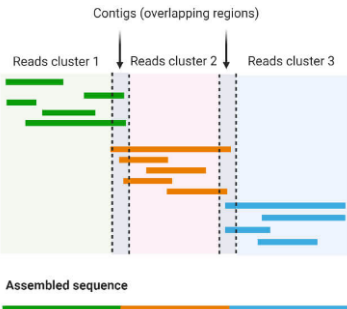 Contigs (overlapping regions)
Reads cluster 1
Reads cluster 2
Reads cluster 3
Assembled sequence